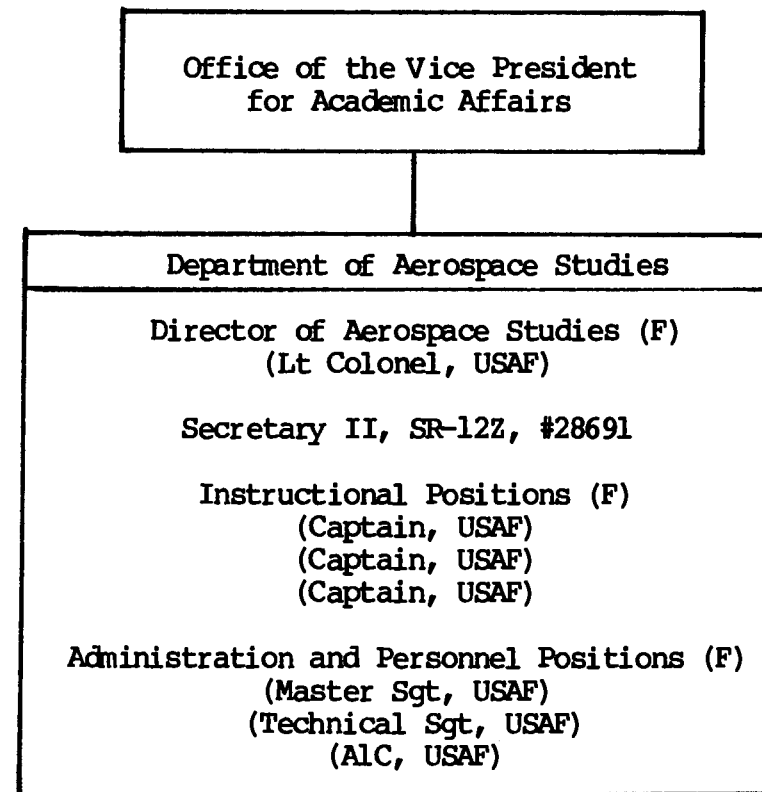 Office of the Vice President
for Academic Affairs
Department of Aerospace Studies
Director of Aerospace Studies (F)
(Lt Colonel, USAF)
Secretary II, SR-12Z, #28691
Instructional Positions (F)
(Captain, USAF)
(Captain, USAF)
(Captain, USAF)
Administration and Personnel Positions (F)
(Master Sgt, USAF)
(Technical Sgt, USAF)
(A1C, USAF)